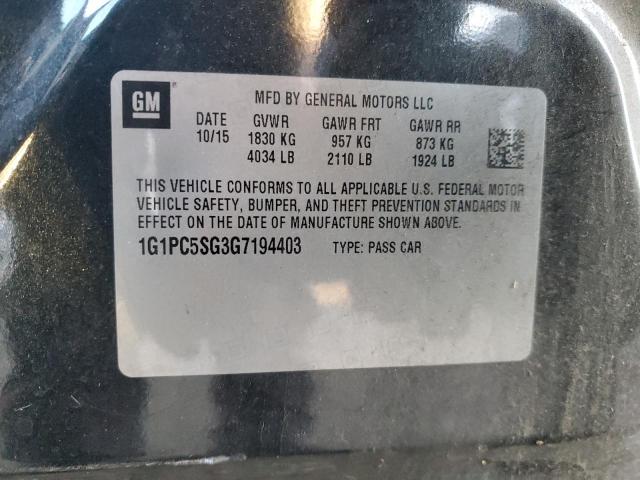 GM
MFD BY GENERAL MOTORS LLC
DATE GVWR GAWR FRT GAWR RR
10/15 1830 KG 957 KG 873 KG
4034 LB 2110 LB 1924 LB
THIS VEHICLE CONFORMS TO ALL APPLICABLE U.S. FEDERAL MOTOR
VEHICLE SAFETY, BUMPER, AND THEFT PREVENTION STANDARDS IN
EFFECT ON THE DATE OF MANUFACTURE SHOWN ABOVE.
1G1PC5SG3G7194403 TYPE: PASS CAR